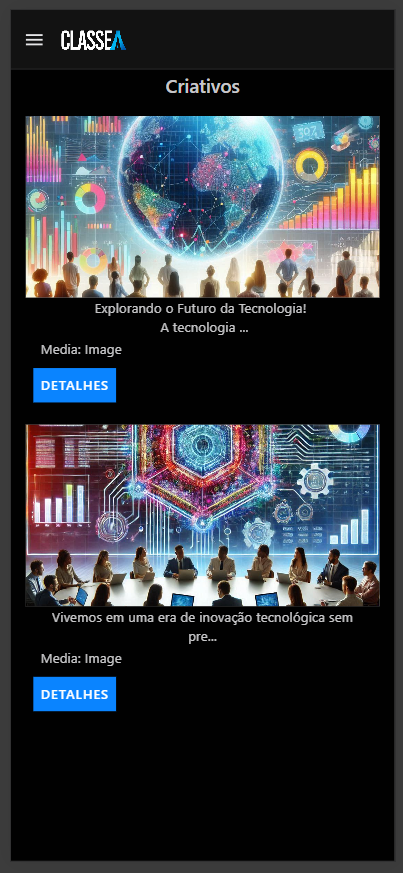 CLASSEA
Criativos
Explorando o Futuro da Tecnologia!
A tecnologia ...
Media: Image
DETALHES
Vivemos em uma era de inovação tecnológica sem
pre...
Media: Image
DETALHES